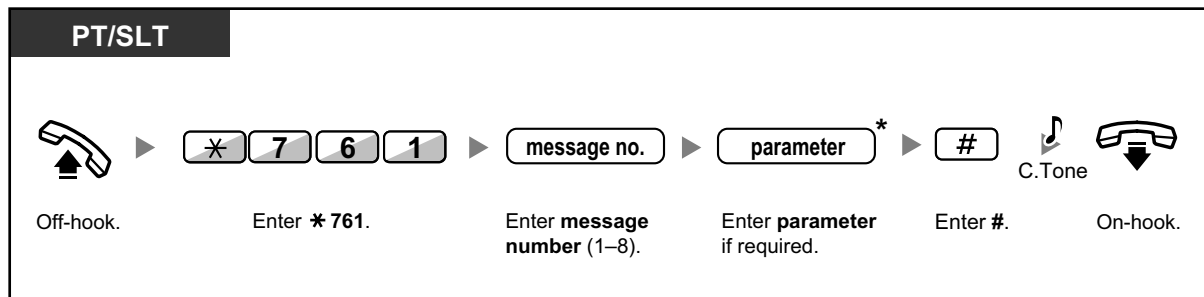 PT/SLT
* 7 6 1
message no.
parameter *
#
C.Tone
Off-hook.
Enter * 761.
Enter message
number (1–8).
Enter parameter
if required.
Enter #.
On-hook.